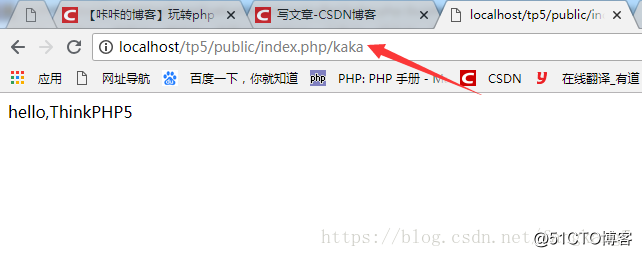 【咔咔的博客】玩转php
写文章-CSDN博客
localhost/tp5/public/in
localhost/tp5/public/index.php/kaka
应用
网址导航
百度一下，你就知道
php
PHP: PHP 手册 - M
C CSDN
在线翻译_有道
hello,ThinkPHP5
https://blog.csdn.net/
@51CTO博客